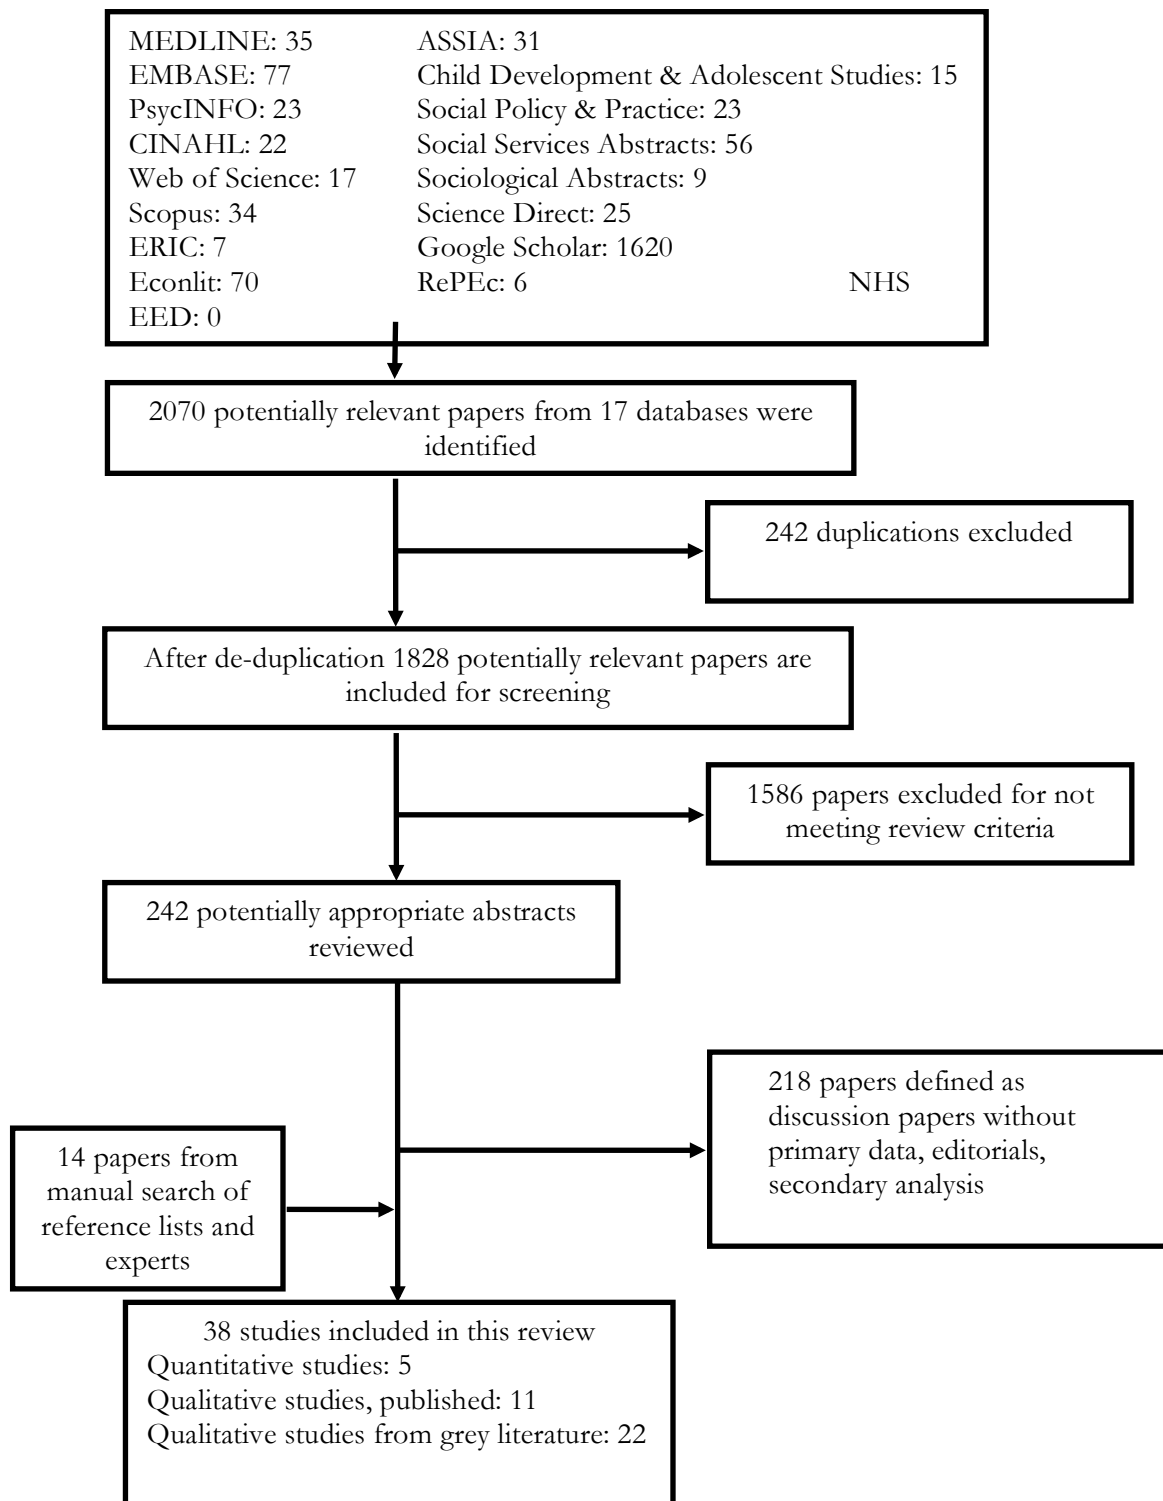 MEDLINE: 35 ASSIA: 31
EMBASE: 77 Child Development & Adolescent Studies: 15
PsycINFO: 23 Social Policy & Practice: 23
CINAHL: 22 Social Services Abstracts: 56
Web of Science: 17 Sociological Abstracts: 9
Scopus: 34 Science Direct: 25
ERIC: 7 Google Scholar: 1620
Econlit: 70 RePEc: 6 NHS
EED: 0
2070 potentially relevant papers from 17 databases were
identified
242 duplications excluded
After de-duplication 1828 potentially relevant papers are
included for screening
1586 papers excluded for not
meeting review criteria
242 potentially appropriate abstracts
reviewed
218 papers defined as
discussion papers without
primary data, editorials,
secondary analysis
14 papers from
manual search of
reference lists and
experts
38 studies included in this review
Quantitative studies: 5
Qualitative studies, published: 11
Qualitative studies from grey literature: 22